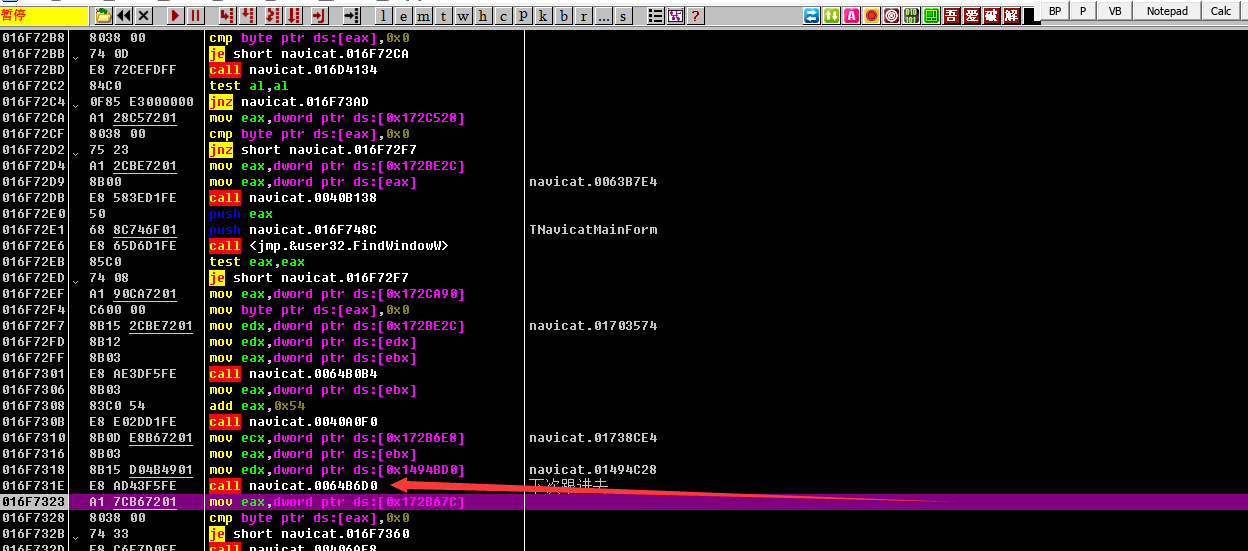 暂停 l e m t w h c p k b r ... s ? 吾 爱 破 解 BP P VB Notepad Calc
016F72B8 8038 00 cmp byte ptr ds:[eax],0x0
016F72BB 74 0D je short navicat.016F72CA
016F72BD E8 72CEFDFF call navicat.016D4134
016F72C2 84C0 test al,al
016F72C4 0F85 E3000000 jnz navicat.016F73AD
016F72CA A1 28C57201 mov eax,dword ptr ds:[0x172C528]
016F72CF 8038 00 cmp byte ptr ds:[eax],0x0
016F72D2 75 23 jnz short navicat.016F72F7
016F72D4 A1 2CBE7201 mov eax,dword ptr ds:[0x172BE2C]
016F72D9 8B00 mov eax,dword ptr ds:[eax] navicat.0063B7E4
016F72DB E8 583ED1FE call navicat.0040B138
016F72E0 50 push eax
016F72E1 68 8C746F01 push navicat.016F748C TNavicatMainForm
016F72E6 E8 65D6D1FE call <jmp.&user32.FindWindowW>
016F72EB 85C0 test eax,eax
016F72ED 74 08 je short navicat.016F72F7
016F72EF A1 90CA7201 mov eax,dword ptr ds:[0x172CA90]
016F72F4 C600 00 mov byte ptr ds:[eax],0x0
016F72F7 8B15 2CBE7201 mov edx,dword ptr ds:[0x172BE2C] navicat.01703574
016F72FD 8B12 mov edx,dword ptr ds:[edx]
016F72FF 8B03 mov eax,dword ptr ds:[ebx]
016F7301 E8 AE3DF5FE call navicat.0064B0B4
016F7306 8B03 mov eax,dword ptr ds:[ebx]
016F7308 83C0 54 add eax,0x54
016F730B E8 E02DD1FE call navicat.0040A0F0
016F7310 8B0D E8B67201 mov ecx,dword ptr ds:[0x172B6E8] navicat.01738CE4
016F7316 8B03 mov eax,dword ptr ds:[ebx]
016F7318 8B15 D04B4901 mov edx,dword ptr ds:[0x1494BD0] navicat.01494C28
016F731E E8 AD43F5FE call navicat.0064B6D0 下次跟进去
016F7323 A1 7CB67201 mov eax,dword ptr ds:[0x172B67C]
016F7328 8038 00 cmp byte ptr ds:[eax],0x0
016F732B 74 33 je short navicat.016F7360
016F732D E8 C6F7D0FE call navicat.00406AF8